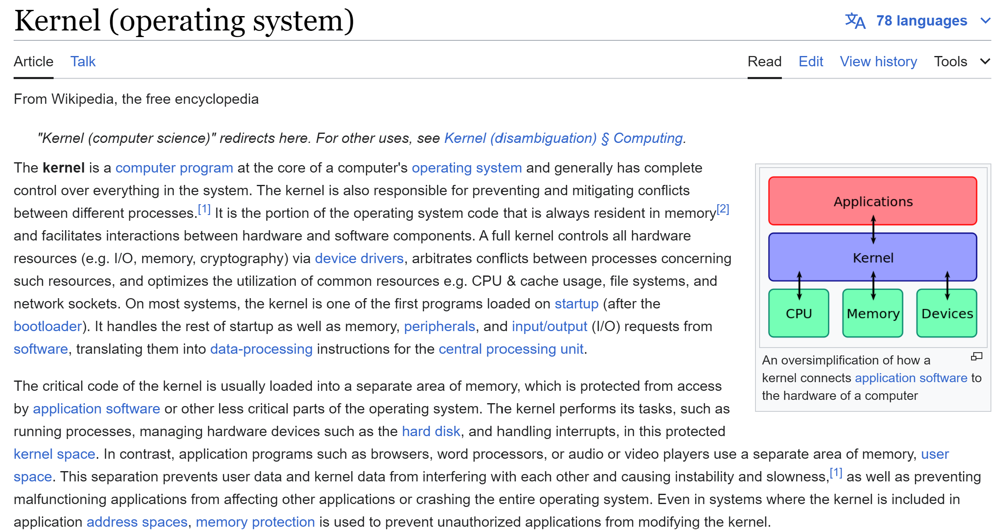 Kernel (operating system)
文A 78 languages
Article Talk
Read Edit View history Tools
From Wikipedia, the free encyclopedia
"Kernel (computer science)" redirects here. For other uses, see Kernel (disambiguation) § Computing.
The kernel is a computer program at the core of a computer's operating system and generally has complete
control over everything in the system. The kernel is also responsible for preventing and mitigating conflicts
between different processes.[1] It is the portion of the operating system code that is always resident in memory[2]
and facilitates interactions between hardware and software components. A full kernel controls all hardware
resources (e.g. I/O, memory, cryptography) via device drivers, arbitrates conflicts between processes concerning
such resources, and optimizes the utilization of common resources e.g. CPU & cache usage, file systems, and
network sockets. On most systems, the kernel is one of the first programs loaded on startup (after the
bootloader). It handles the rest of startup as well as memory, peripherals, and input/output (I/O) requests from
software, translating them into data-processing instructions for the central processing unit.
Applications
Kernel
CPU Memory Devices
An oversimplification of how a
kernel connects application software to
the hardware of a computer
The critical code of the kernel is usually loaded into a separate area of memory, which is protected from access
by application software or other less critical parts of the operating system. The kernel performs its tasks, such as
running processes, managing hardware devices such as the hard disk, and handling interrupts, in this protected
kernel space. In contrast, application programs such as browsers, word processors, or audio or video players use a separate area of memory, user
space. This separation prevents user data and kernel data from interfering with each other and causing instability and slowness,[1] as well as preventing
malfunctioning applications from affecting other applications or crashing the entire operating system. Even in systems where the kernel is included in
application address spaces, memory protection is used to prevent unauthorized applications from modifying the kernel.